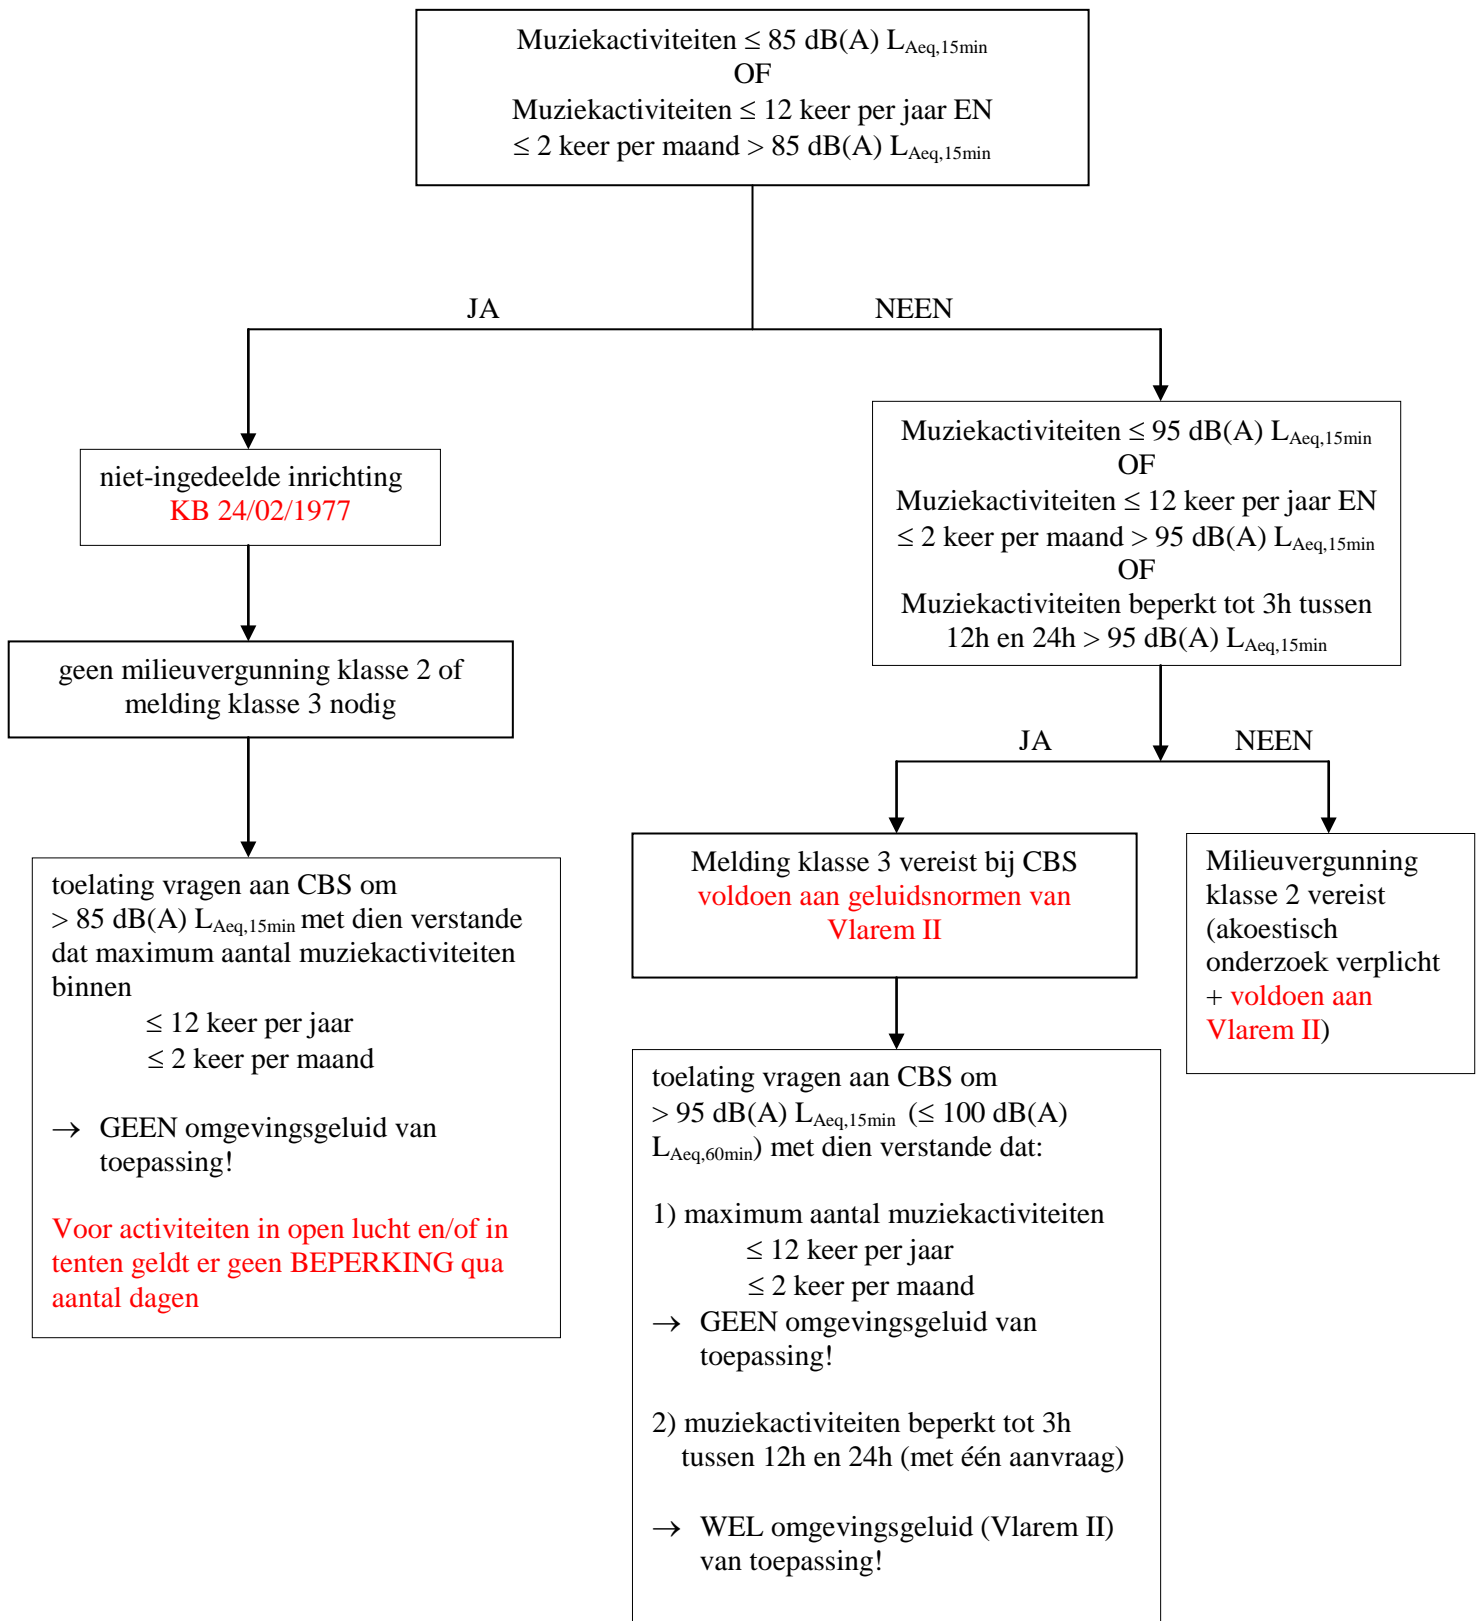 Muziekactiviteiten ≤ 85 dB(A) LAeq,15min
OF
Muziekactiviteiten ≤ 12 keer per jaar EN
≤ 2 keer per maand > 85 dB(A) LAeq,15min
JA
NEEN
niet-ingedeelde inrichting
KB 24/02/1977
geen milieuvergunning klasse 2 of
melding klasse 3 nodig
toelating vragen aan CBS om
> 85 dB(A) LAeq,15min met dien verstande
dat maximum aantal muziekactiviteiten
binnen
≤ 12 keer per jaar
≤ 2 keer per maand
→ GEEN omgevingsgeluid van
toepassing!
Voor activiteiten in open lucht en/of in
tenten geldt er geen BEPERKING qua
aantal dagen
Muziekactiviteiten ≤ 95 dB(A) LAeq,15min
OF
Muziekactiviteiten ≤ 12 keer per jaar EN
≤ 2 keer per maand > 95 dB(A) LAeq,15min
OF
Muziekactiviteiten beperkt tot 3h tussen
12h en 24h > 95 dB(A) LAeq,15min
JA
NEEN
Melding klasse 3 vereist bij CBS
voldoen aan geluidsnormen van
Vlarem II
toelating vragen aan CBS om
> 95 dB(A) LAeq,15min (≤ 100 dB(A)
LAeq,60min) met dien verstande dat:
1) maximum aantal muziekactiviteiten
≤ 12 keer per jaar
≤ 2 keer per maand
→ GEEN omgevingsgeluid van
toepassing!
2) muziekactiviteiten beperkt tot 3h
tussen 12h en 24h (met één aanvraag)
→ WEL omgevingsgeluid (Vlarem II)
van toepassing!
Milieuvergunning
klasse 2 vereist
(akoestisch
onderzoek verplicht
+ voldoen aan
Vlarem II)